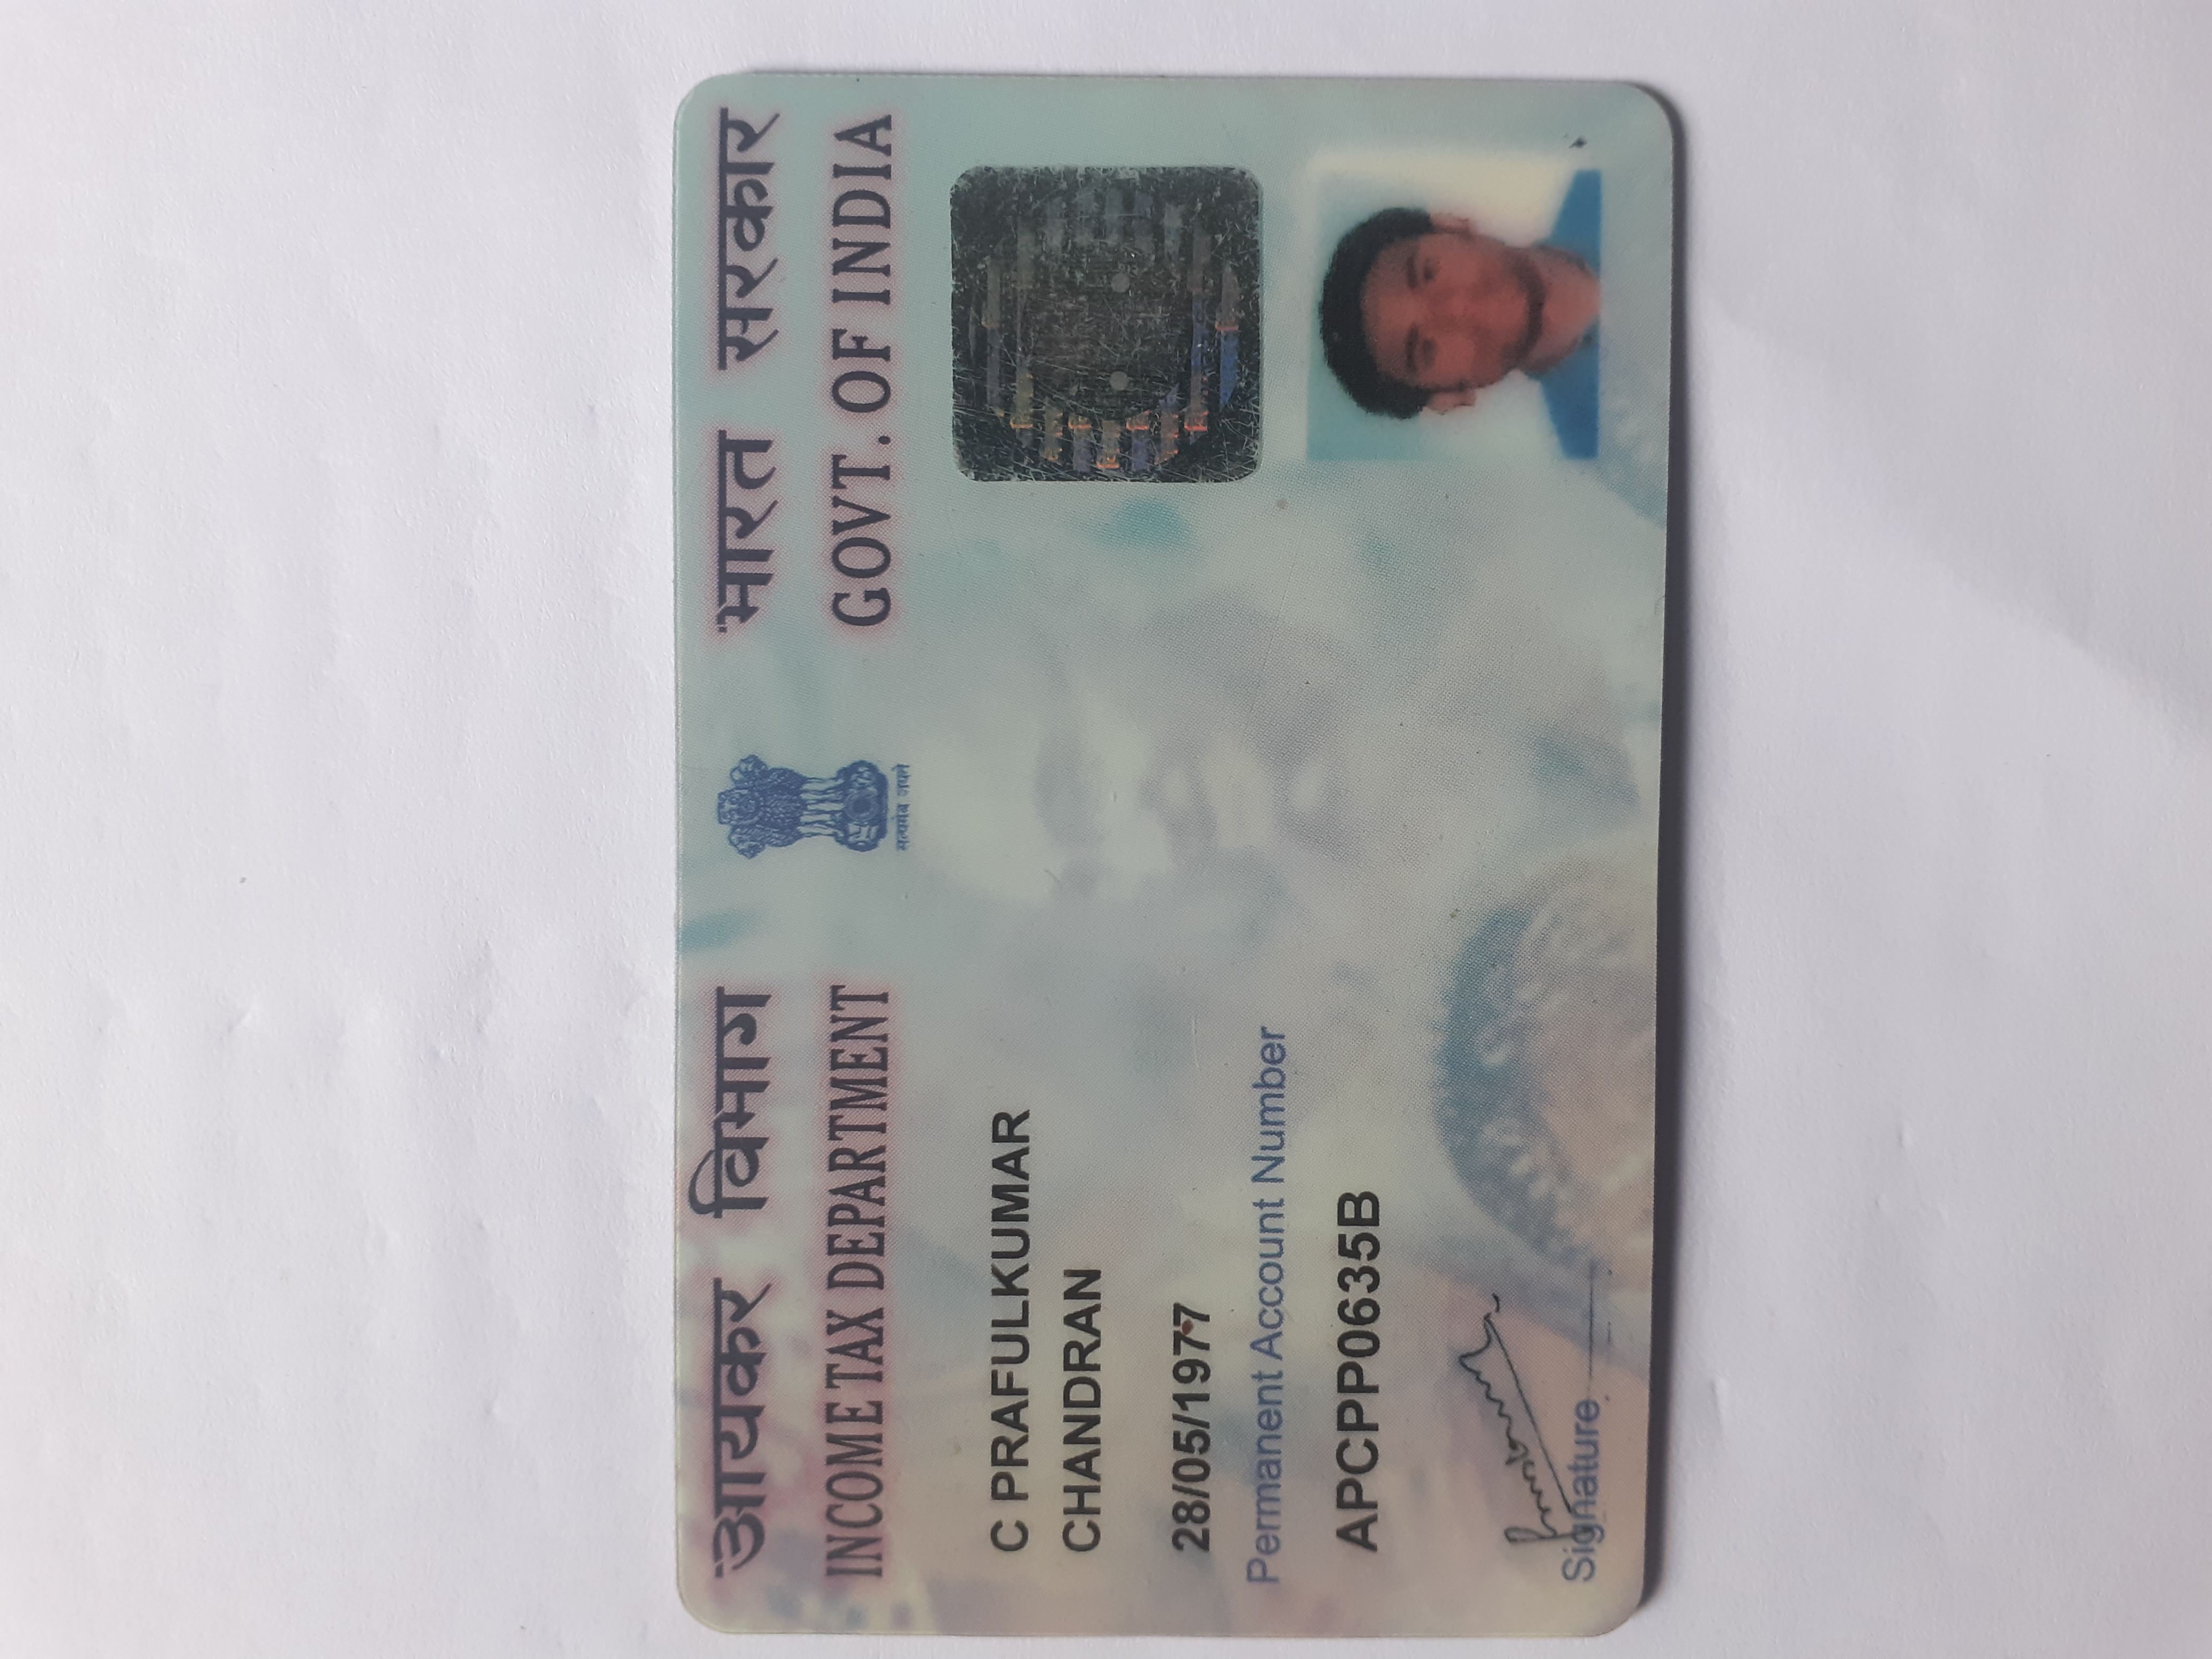 आयकर विभाग
INCOME TAX DEPARTMENT
सत्यमेव जयते
भारत सरकार
GOVT. OF INDIA
C PRAFULKUMAR
CHANDRAN
28/05/1977
Permanent Account Number
APCPP0635B
Signature